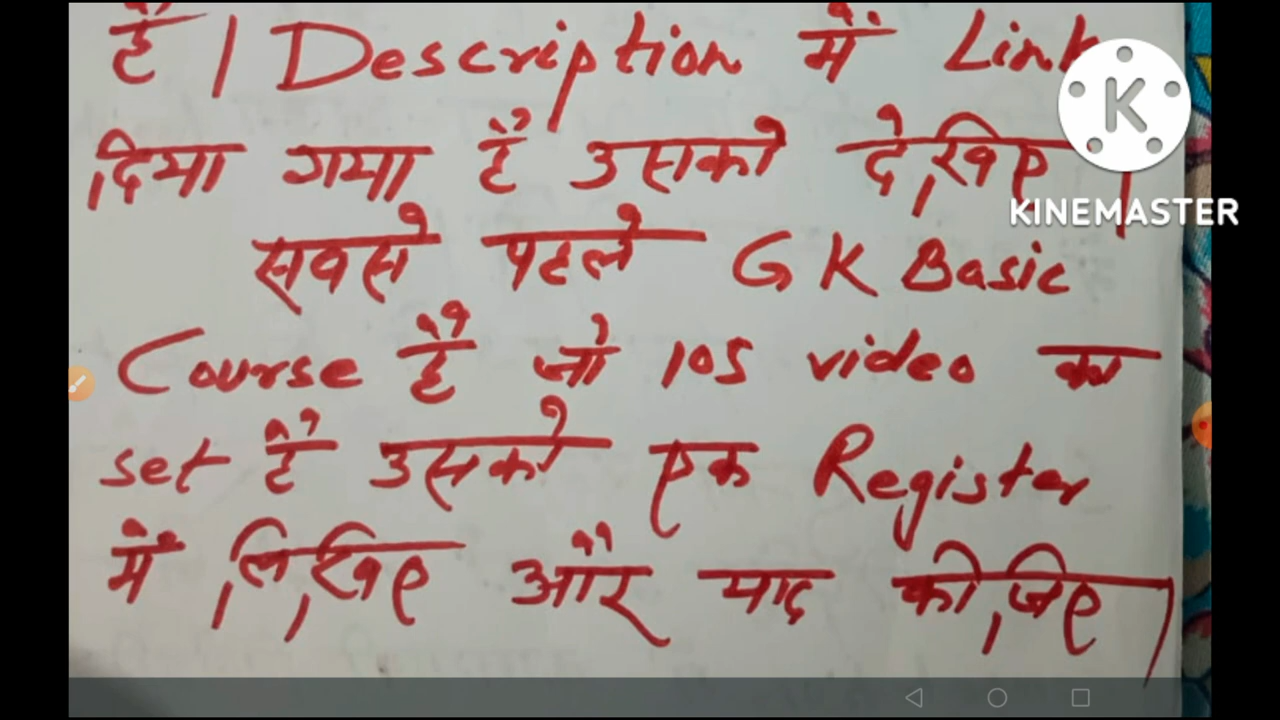 है। Description में Link
दिया गया है उसको देखिए।
KINEMASTER
सबसे पहले GK Basic
Course है जो 105 video का
set है उसको एक Register
में लिखिए और याद कीजिए।